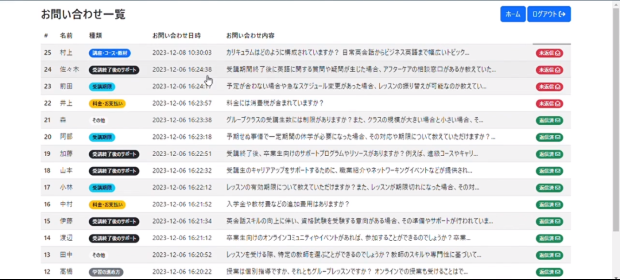 お問い合わせ一覧 ホーム ログアウト
# 名前 種類 お問い合わせ日時 お問い合わせ内容
25 村上 講座・コース・教材 2023-12-08 10:30:03 カリキュラムはどのように構成されていますか？ 日常英会話からビジネス英語まで幅広いトピック... 未返信
24 佐々木 受講終了後のサポート 2023-12-06 16:24:38 受講期間終了後に英語に関する質問や疑問が生じた場合、アフターケアの相談窓口があるか教えていた... 未返信
23 前田 受講期間 2023-12-06 16:24:17 予定が合わない場合や急なスケジュール変更があった場合、レッスンの振り替えが可能なのか教えてい... 未返信
22 井上 料金・お支払い 2023-12-06 16:23:57 料金には消費税が含まれていますか？ 未返信
21 森 その他 2023-12-06 16:23:38 グループクラスの受講生数には制限がありますか？また、クラスの規模が大きい場合と小さい場合、そ... 返信済
20 阿部 受講期間 2023-12-06 16:23:18 予期せぬ事情で一定期間の休学が必要になった場合、その対応や期限について教えていただけますか？... 返信済
19 加藤 受講終了後のサポート 2023-12-06 16:22:51 受講終了後、卒業生向けのサポートプログラムやリソースがありますか？例えば、進級コースやキャリ... 返信済
18 山本 受講終了後のサポート 2023-12-06 16:22:32 受講生のキャリアアップをサポートするために、職業紹介やネットワーキングイベントなどが提供され... 返信済
17 小林 受講期間 2023-12-06 16:22:12 レッスンの有効期限について教えていただけますか？また、レッスンが期限切れになった場合、その対... 返信済
16 中村 料金・お支払い 2023-12-06 16:21:52 入学金や教材費などの追加費用はありますか？ 返信済
15 伊藤 受講終了後のサポート 2023-12-06 16:21:34 英会話スキルの向上に伴い、資格試験を受験する意向がある場合、その準備やサポートが行われていま... 返信済
14 渡辺 受講終了後のサポート 2023-12-06 16:21:12 卒業生向けのオンラインコミュニティやイベントがあれば、参加することができるのでしょうか？ 卒業... 返信済
13 田中 その他 2023-12-06 16:20:52 レッスンを受ける際、特定の教師を選ぶことができるのでしょうか？教師のスキルや専門性に基づいて... 返信済
12 高橋 学習の進め方 2023-12-06 16:20:22 授業は個別指導ですか、それともグループレッスンですか？ オンラインでの授業も受けることはで... 返信済